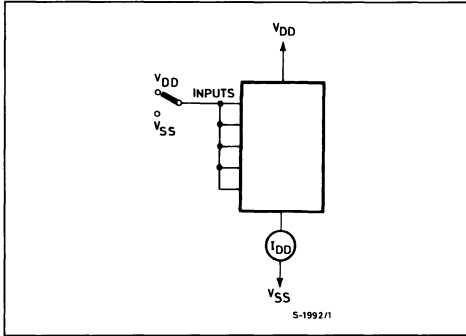 VDD
VDD
INPUTS
VSS
IDD
VSS
S-1992/1